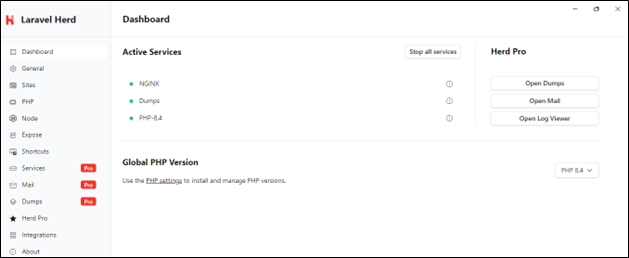 Laravel Herd
Dashboard
General
Sites
PHP
Node
Expose
Shortcuts
Services Pro
Mail Pro
Dumps Pro
Herd Pro
Integrations
About
Dashboard
Active Services
Stop all services
NGINX
Dumps
PHP-8.4
Herd Pro
Open Dumps
Open Mail
Open Log Viewer
Global PHP Version
Use the PHP settings to install and manage PHP versions.
PHP 8.4